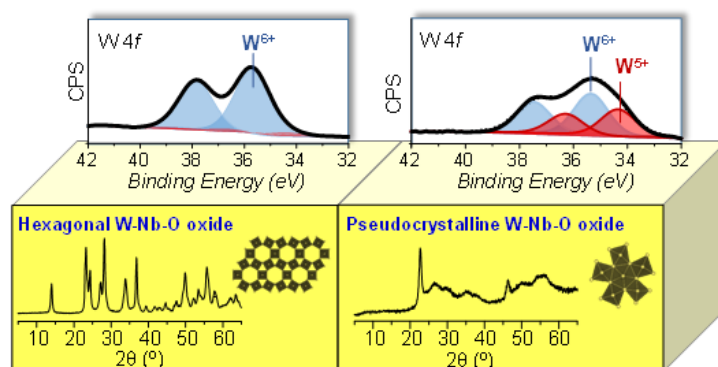 W 4f
W6+
CPS
42 40 38 36 34 32
Binding Energy (eV)
W 4f
W6+
W5+
CPS
42 40 38 36 34 32
Binding Energy (eV)
Hexagonal W-Nb-O oxide
10 20 30 40 50 60
2θ (º)
Pseudocrystalline W-Nb-O oxide
10 20 30 40 50 60
2θ (º)